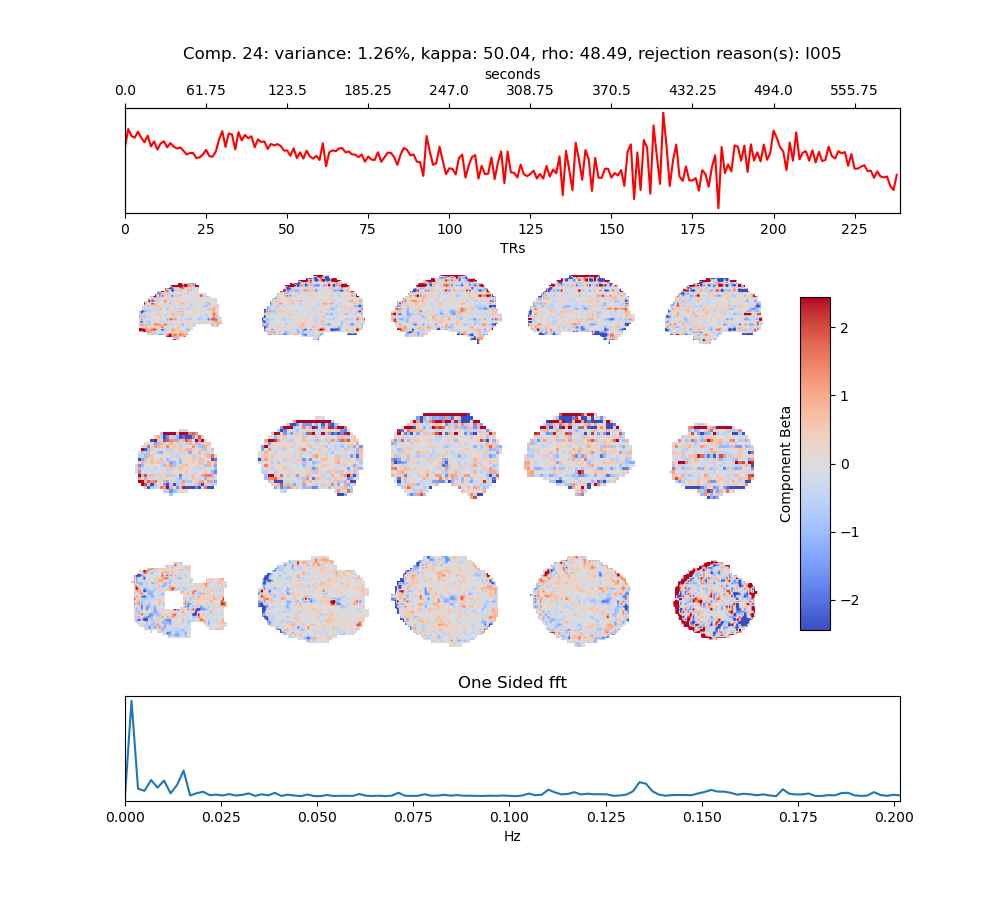 Comp. 24: variance: 1.26%, kappa: 50.04, rho: 48.49, rejection reason(s): I005
seconds
0.0 61.75 123.5 185.25 247.0 308.75 370.5 432.25 494.0 555.75
0 25 50 75 100 125 150 175 200 225
TRs
2
1
0
−1
−2
Component Beta
One Sided fft
0.000 0.025 0.050 0.075 0.100 0.125 0.150 0.175 0.200
Hz